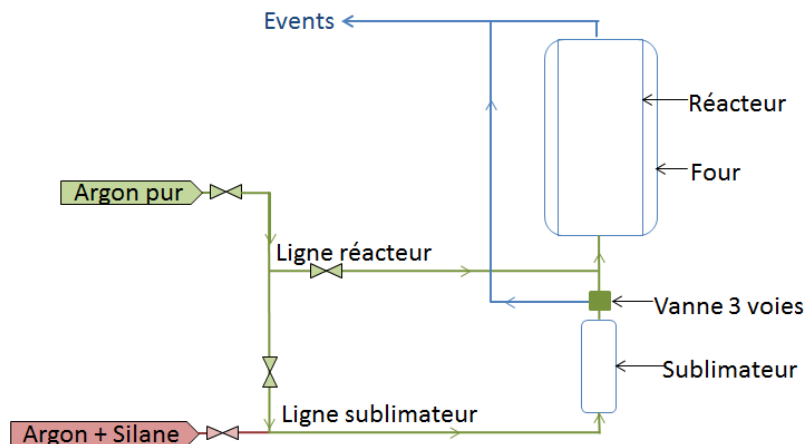 Events
Réacteur
Four
Argon pur
Ligne réacteur
Vanne 3 voies
Sublimateur
Ligne sublimateur
Argon + Silane